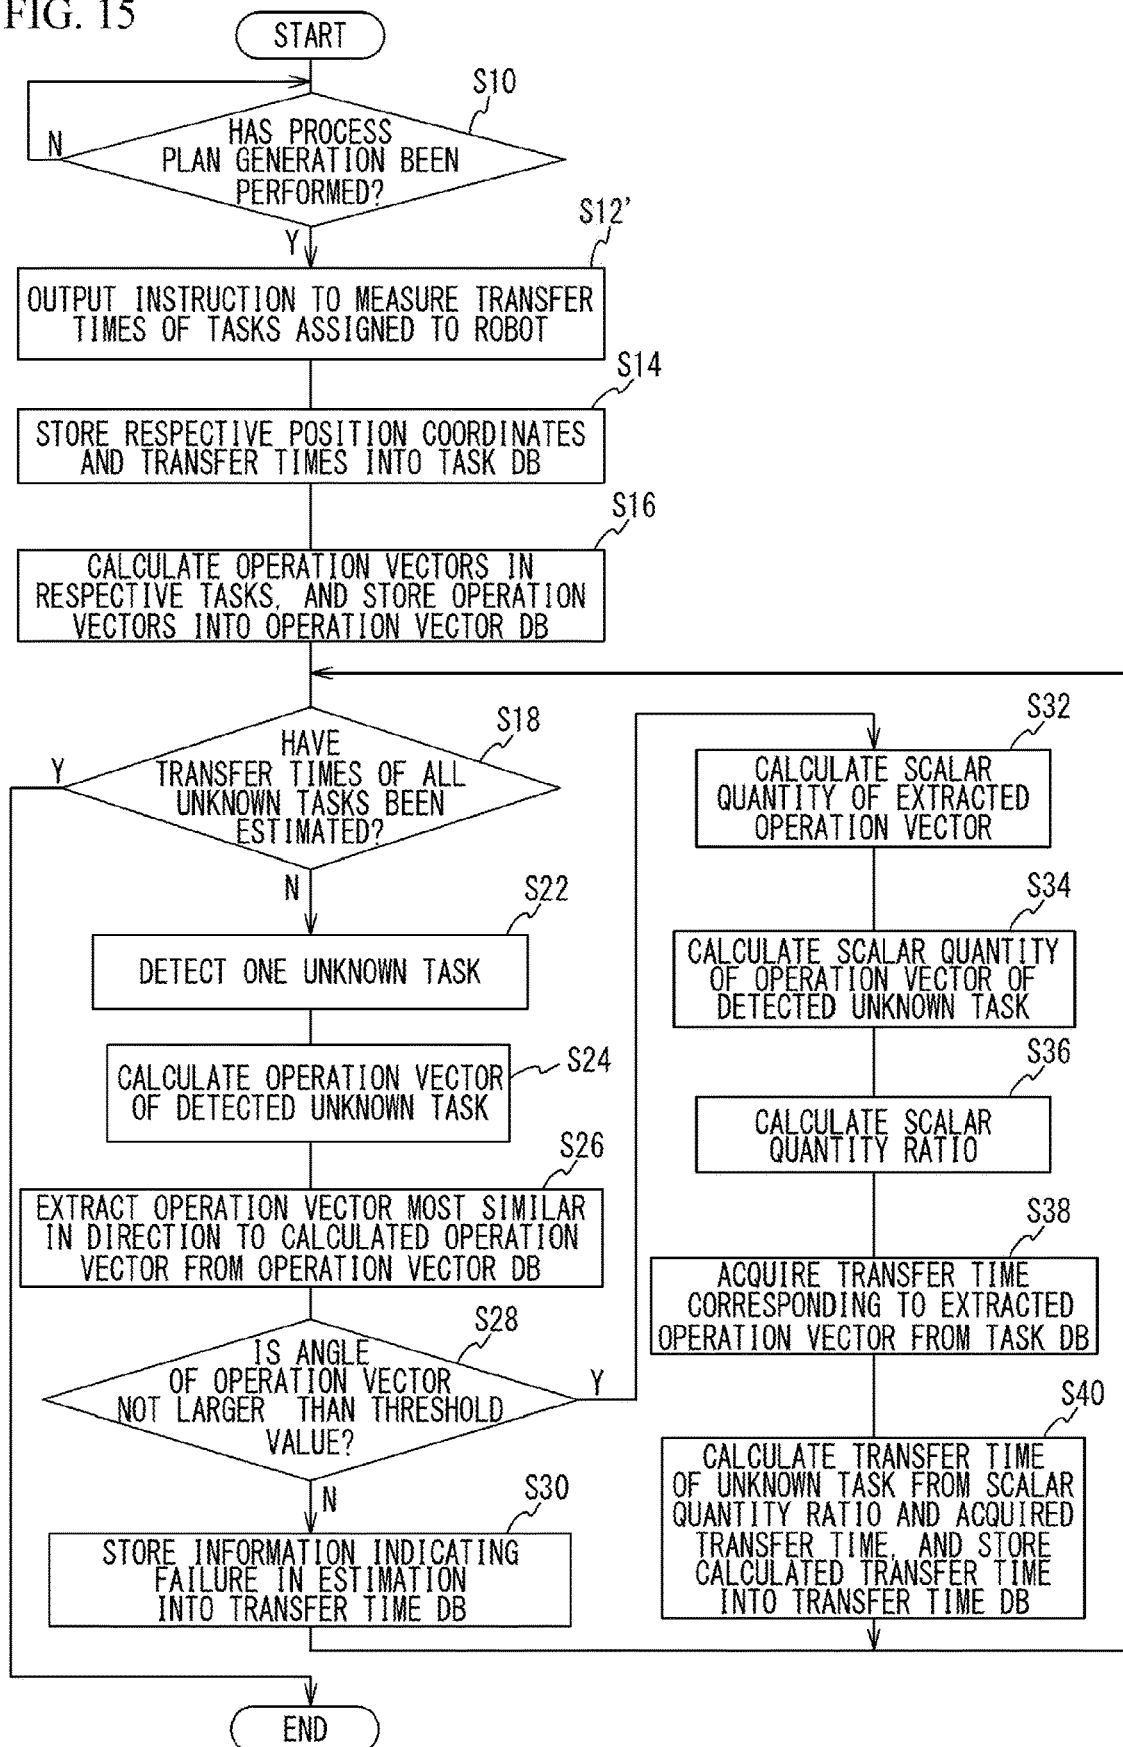 FIG. 15
START
S10
HAS PROCESS
PLAN GENERATION BEEN
PERFORMED?
N
Y
S12'
OUTPUT INSTRUCTION TO MEASURE TRANSFER
TIMES OF TASKS ASSIGNED TO ROBOT
S14
STORE RESPECTIVE POSITION COORDINATES
AND TRANSFER TIMES INTO TASK DB
S16
CALCULATE OPERATION VECTORS IN
RESPECTIVE TASKS, AND STORE OPERATION
VECTORS INTO OPERATION VECTOR DB
S18
HAVE
TRANSFER TIMES OF ALL
UNKNOWN TASKS BEEN
ESTIMATED?
Y
N
S22
DETECT ONE UNKNOWN TASK
S24
CALCULATE OPERATION VECTOR
OF DETECTED UNKNOWN TASK
S26
EXTRACT OPERATION VECTOR MOST SIMILAR
IN DIRECTION TO CALCULATED OPERATION
VECTOR FROM OPERATION VECTOR DB
S28
IS ANGLE
OF OPERATION VECTOR
NOT LARGER THAN THRESHOLD
VALUE?
Y
N
S30
STORE INFORMATION INDICATING
FAILURE IN ESTIMATION
INTO TRANSFER TIME DB
S32
CALCULATE SCALAR
QUANTITY OF EXTRACTED
OPERATION VECTOR
S34
CALCULATE SCALAR QUANTITY
OF OPERATION VECTOR OF
DETECTED UNKNOWN TASK
S36
CALCULATE SCALAR
QUANTITY RATIO
S38
ACQUIRE TRANSFER TIME
CORRESPONDING TO EXTRACTED
OPERATION VECTOR FROM TASK DB
S40
CALCULATE TRANSFER TIME
OF UNKNOWN TASK FROM SCALAR
QUANTITY RATIO AND ACQUIRED
TRANSFER TIME, AND STORE
CALCULATED TRANSFER TIME
INTO TRANSFER TIME DB
END